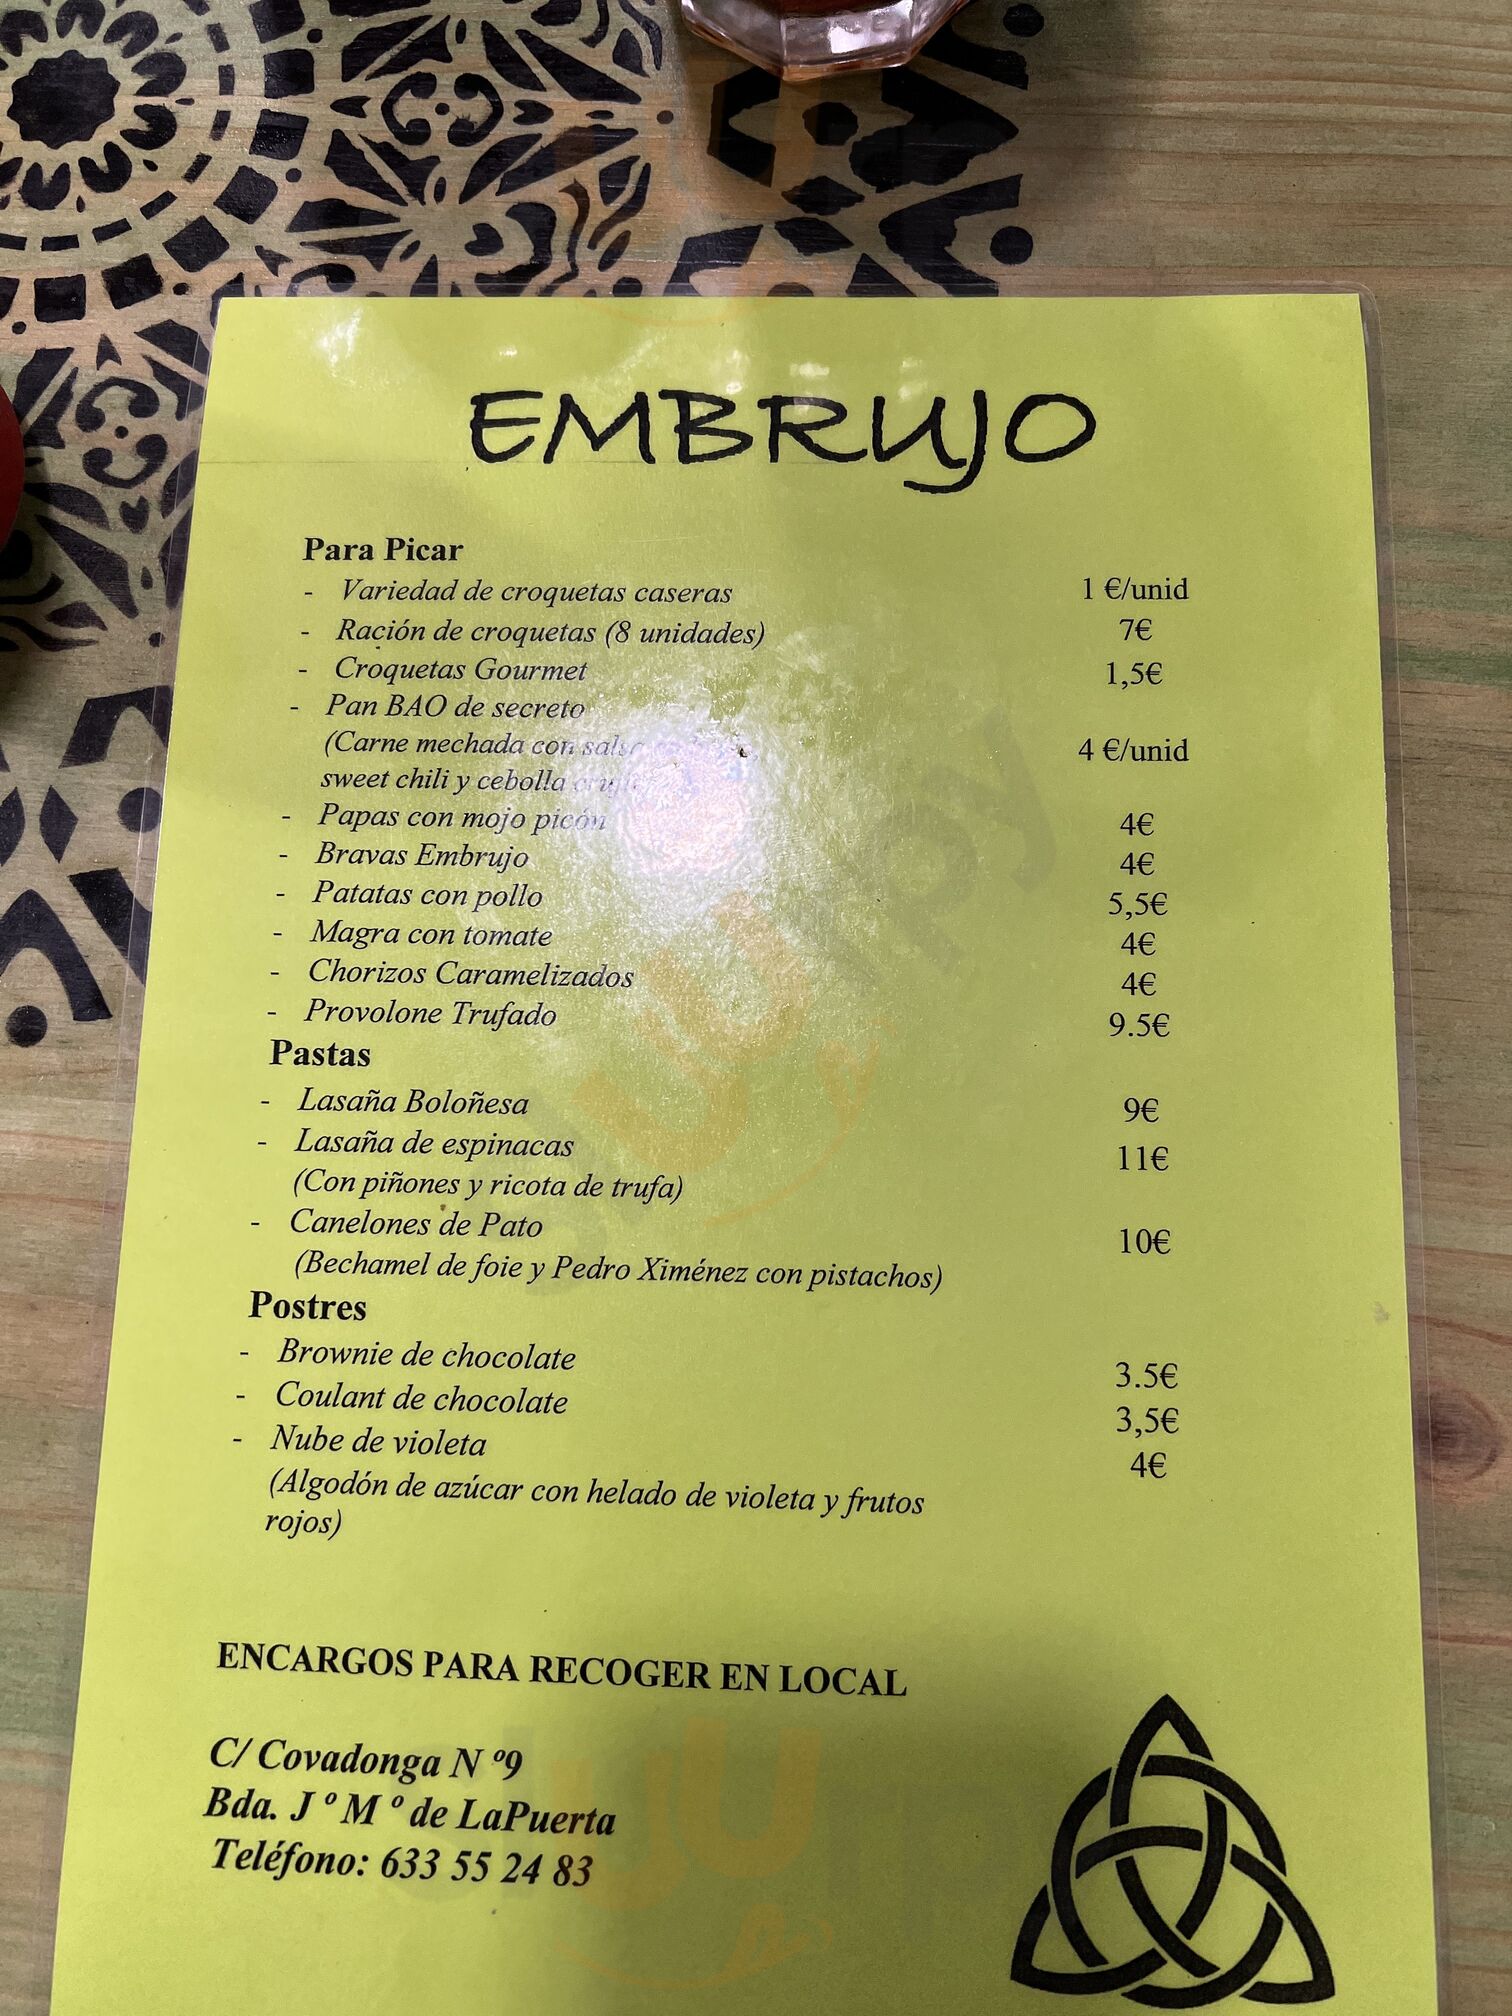 EMBRUJO
Para Picar
- Variedad de croquetas caseras 1 €/unid
- Ración de croquetas (8 unidades) 7€
- Croquetas Gourmet 1,5€
- Pan BAO de secreto
(Carne mechada con salsa 4 €/unid
sweet chili y cebolla
- Papas con mojo picón 4€
- Bravas Embrujo 4€
- Patatas con pollo 5,5€
- Magra con tomate 4€
- Chorizos Caramelizados 4€
- Provolone Trufado 9.5€
Pastas
- Lasaña Boloñesa 9€
- Lasaña de espinacas 11€
(Con piñones y ricota de trufa)
- Canelones de Pato 10€
(Bechamel de foie y Pedro Ximénez con pistachos)
Postres
- Brownie de chocolate 3.5€
- Coulant de chocolate 3,5€
- Nube de violeta 4€
(Algodón de azúcar con helado de violeta y frutos
rojos)
ENCARGOS PARA RECOGER EN LOCAL
C/ Covadonga N º9
Bda. J º M º de LaPuerta
Teléfono: 633 55 24 83